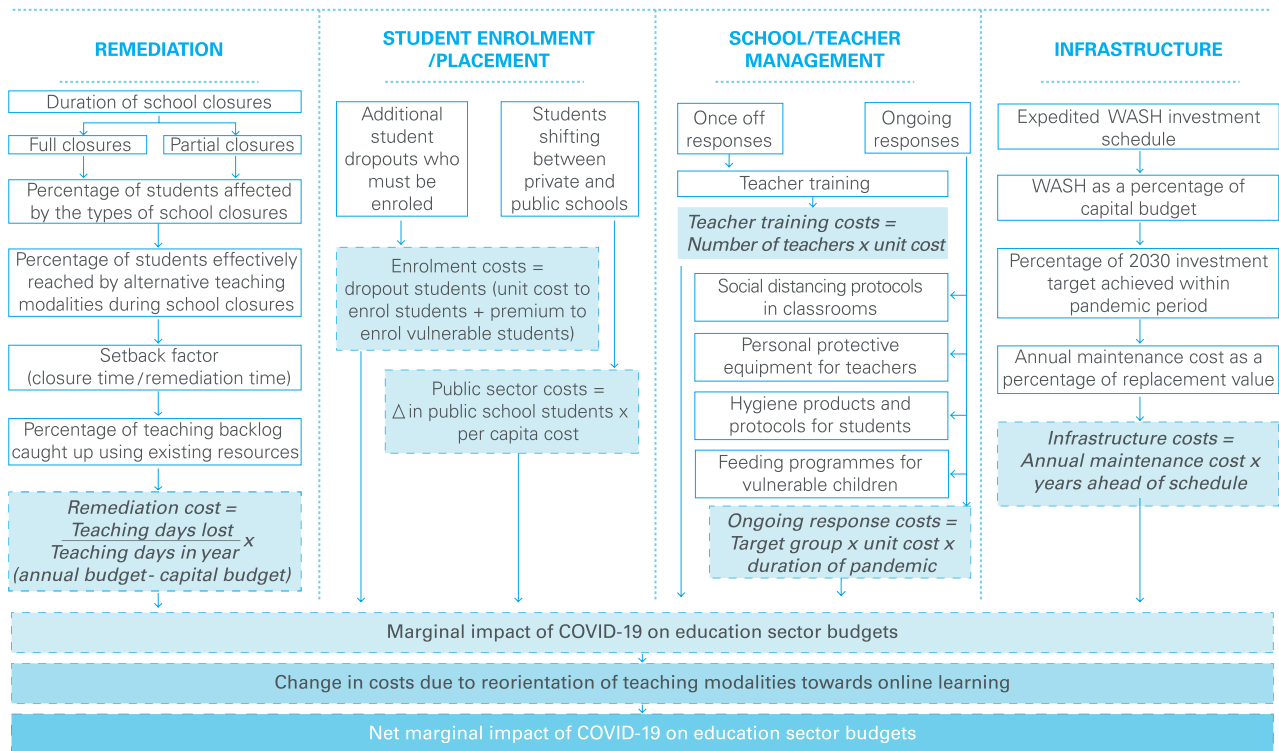 REMEDIATION
Duration of school closures
Full closures
Partial closures
Percentage of students affected
by the types of school closures
Percentage of students effectively
reached by alternative teaching
modalities during school closures
Setback factor
(closure time/remediation time)
Percentage of teaching backlog
caught up using existing resources
Remediation cost =
Teaching days lost
Teaching days in year x
(annual budget - capital budget)
STUDENT ENROLMENT
/PLACEMENT
Additional
student
dropouts who
must be
enroled
Students
shifting
between
private and
public schools
Enrolment costs =
dropout students (unit cost to
enrol students + premium to
enrol vulnerable students)
Public sector costs =
Δ in public school students x
per capita cost
SCHOOL/TEACHER
MANAGEMENT
Once off
responses
Ongoing
responses
Teacher training
Teacher training costs =
Number of teachers x unit cost
Social distancing protocols
in classrooms
Personal protective
equipment for teachers
Hygiene products and
protocols for students
Feeding programmes for
vulnerable children
Ongoing response costs =
Target group x unit cost x
duration of pandemic
INFRASTRUCTURE
Expedited WASH investment
schedule
WASH as a percentage of
capital budget
Percentage of 2030 investment
target achieved within
pandemic period
Annual maintenance cost as a
percentage of replacement value
Infrastructure costs =
Annual maintenance cost x
years ahead of schedule
Marginal impact of COVID-19 on education sector budgets
Change in costs due to reorientation of teaching modalities towards online learning
Net marginal impact of COVID-19 on education sector budgets